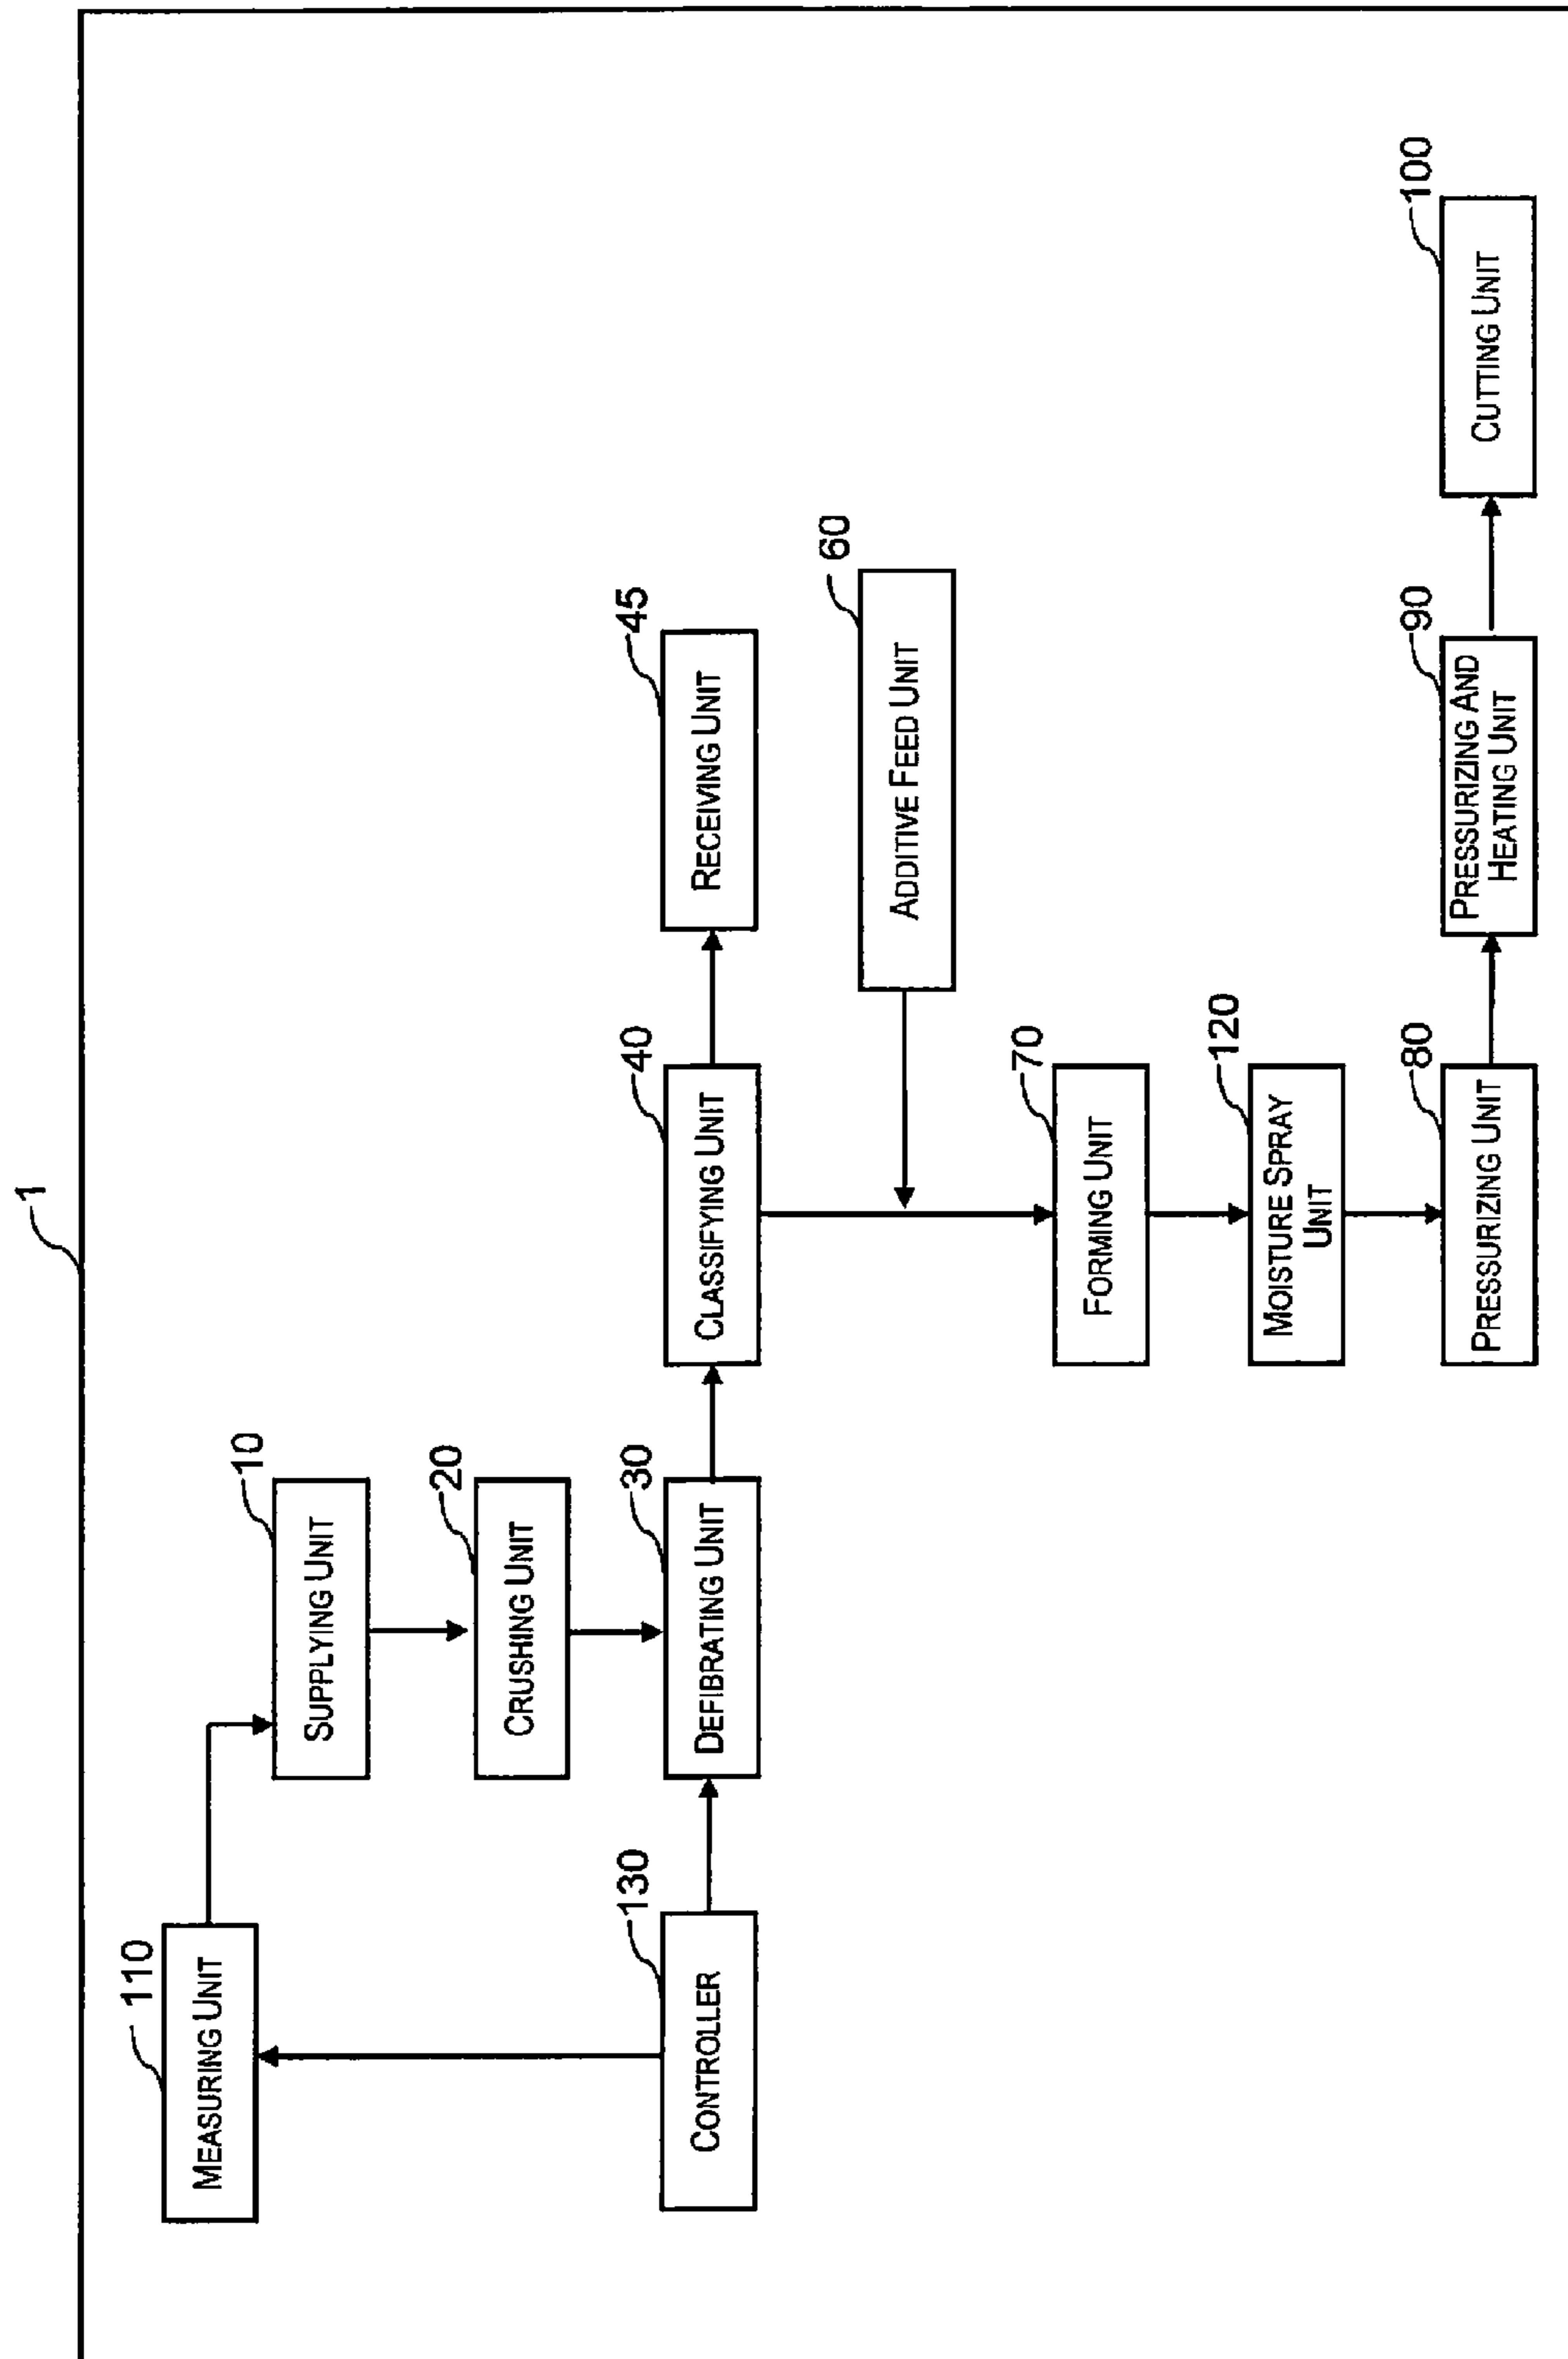 1
110
MEASURING UNIT
10
SUPPLYING UNIT
20
CRUSHING UNIT
130
CONTROLLER
30
DEFIBRATING UNIT
40
CLASSIFYING UNIT
45
RECEIVING UNIT
60
ADDITIVE FEED UNIT
70
FORMING UNIT
120
MOISTURE SPRAY
UNIT
80
PRESSURIZING UNIT
90
PRESSURIZING AND
HEATING UNIT
100
CUTTING UNIT